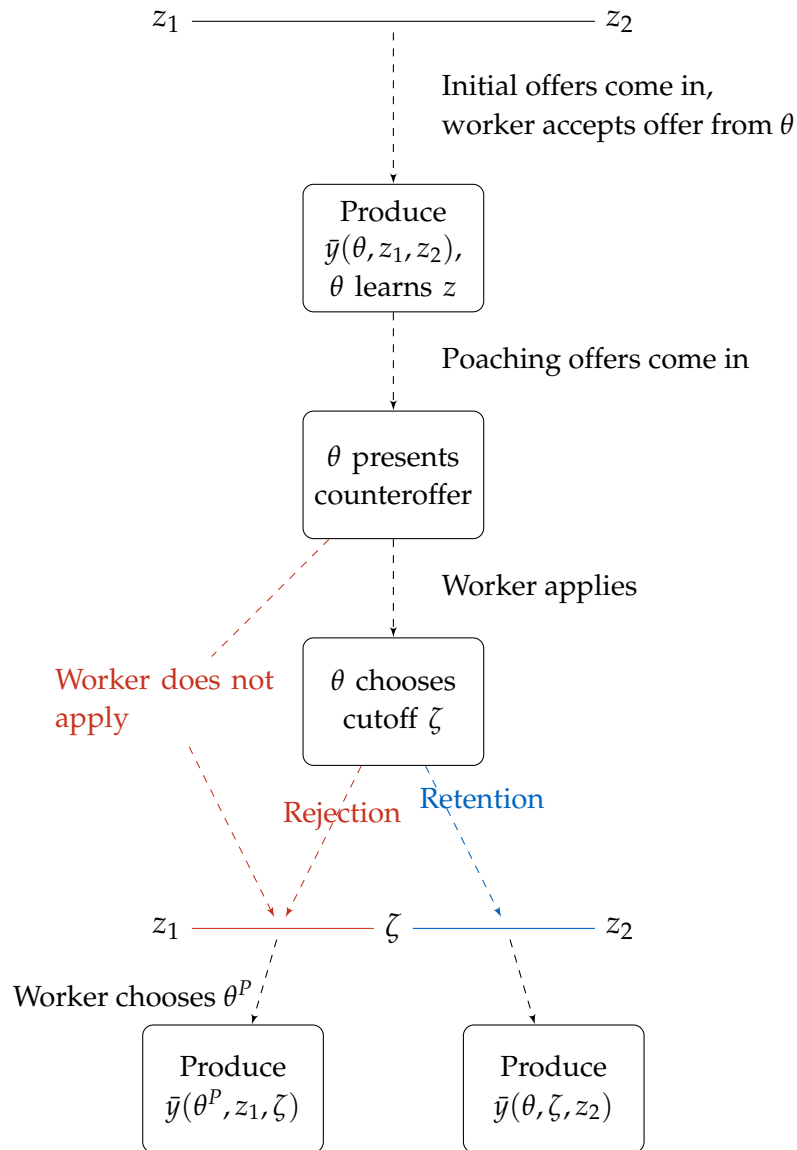 z₁ z₂
Initial offers come in,
worker accepts offer from θ
Produce
ȳ(θ, z₁, z₂),
θ learns z
Poaching offers come in
θ presents
counteroffer
Worker applies
Worker does not
apply
θ chooses
cutoff ζ
Rejection
Retention
z₁ ζ z₂
Worker chooses θᴾ
Produce
ȳ(θᴾ, z₁, ζ)
Produce
ȳ(θ, ζ, z₂)